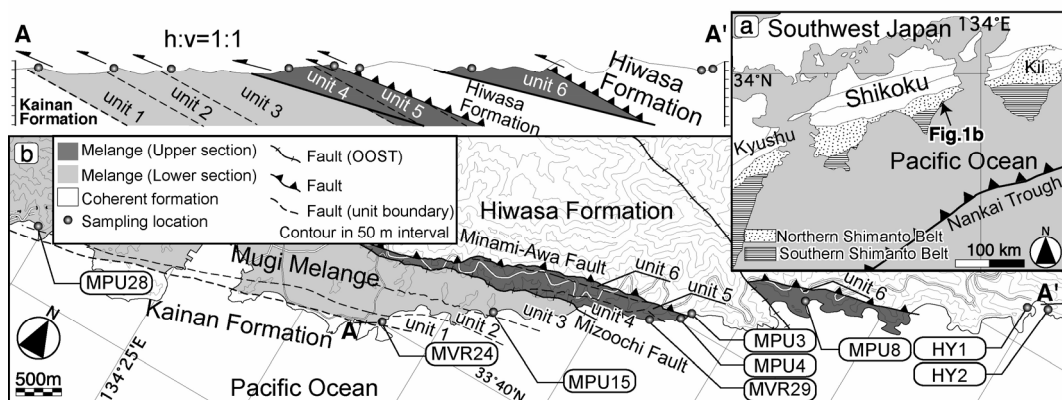 A
h:v=1:1
A'
Kainan
Formation
unit 1
unit 2
unit 3
unit 4
unit 5
Hiwasa
Formation
unit 6
Hiwasa
Formation
a
Southwest Japan
134°E
34°N
Kii
Shikoku
Fig.1b
Kyushu
Pacific Ocean
Nankai Trough
Northern Shimanto Belt
Southern Shimanto Belt
100 km
N
b
Melange (Upper section)
Melange (Lower section)
Coherent formation
Sampling location
Fault (OOST)
Fault
Fault (unit boundary)
Contour in 50 m interval
Hiwasa Formation
Minami-Awa Fault
unit 6
unit 5
Mugi Melange
unit 4
unit 3
Mizoochi Fault
unit 2
unit 1
Kainan Formation
A
unit 6
A'
MPU28
MVR24
MPU15
MPU3
MPU4
MVR29
MPU8
HY1
HY2
N
500m
134°25'E
33°40'N
Pacific Ocean